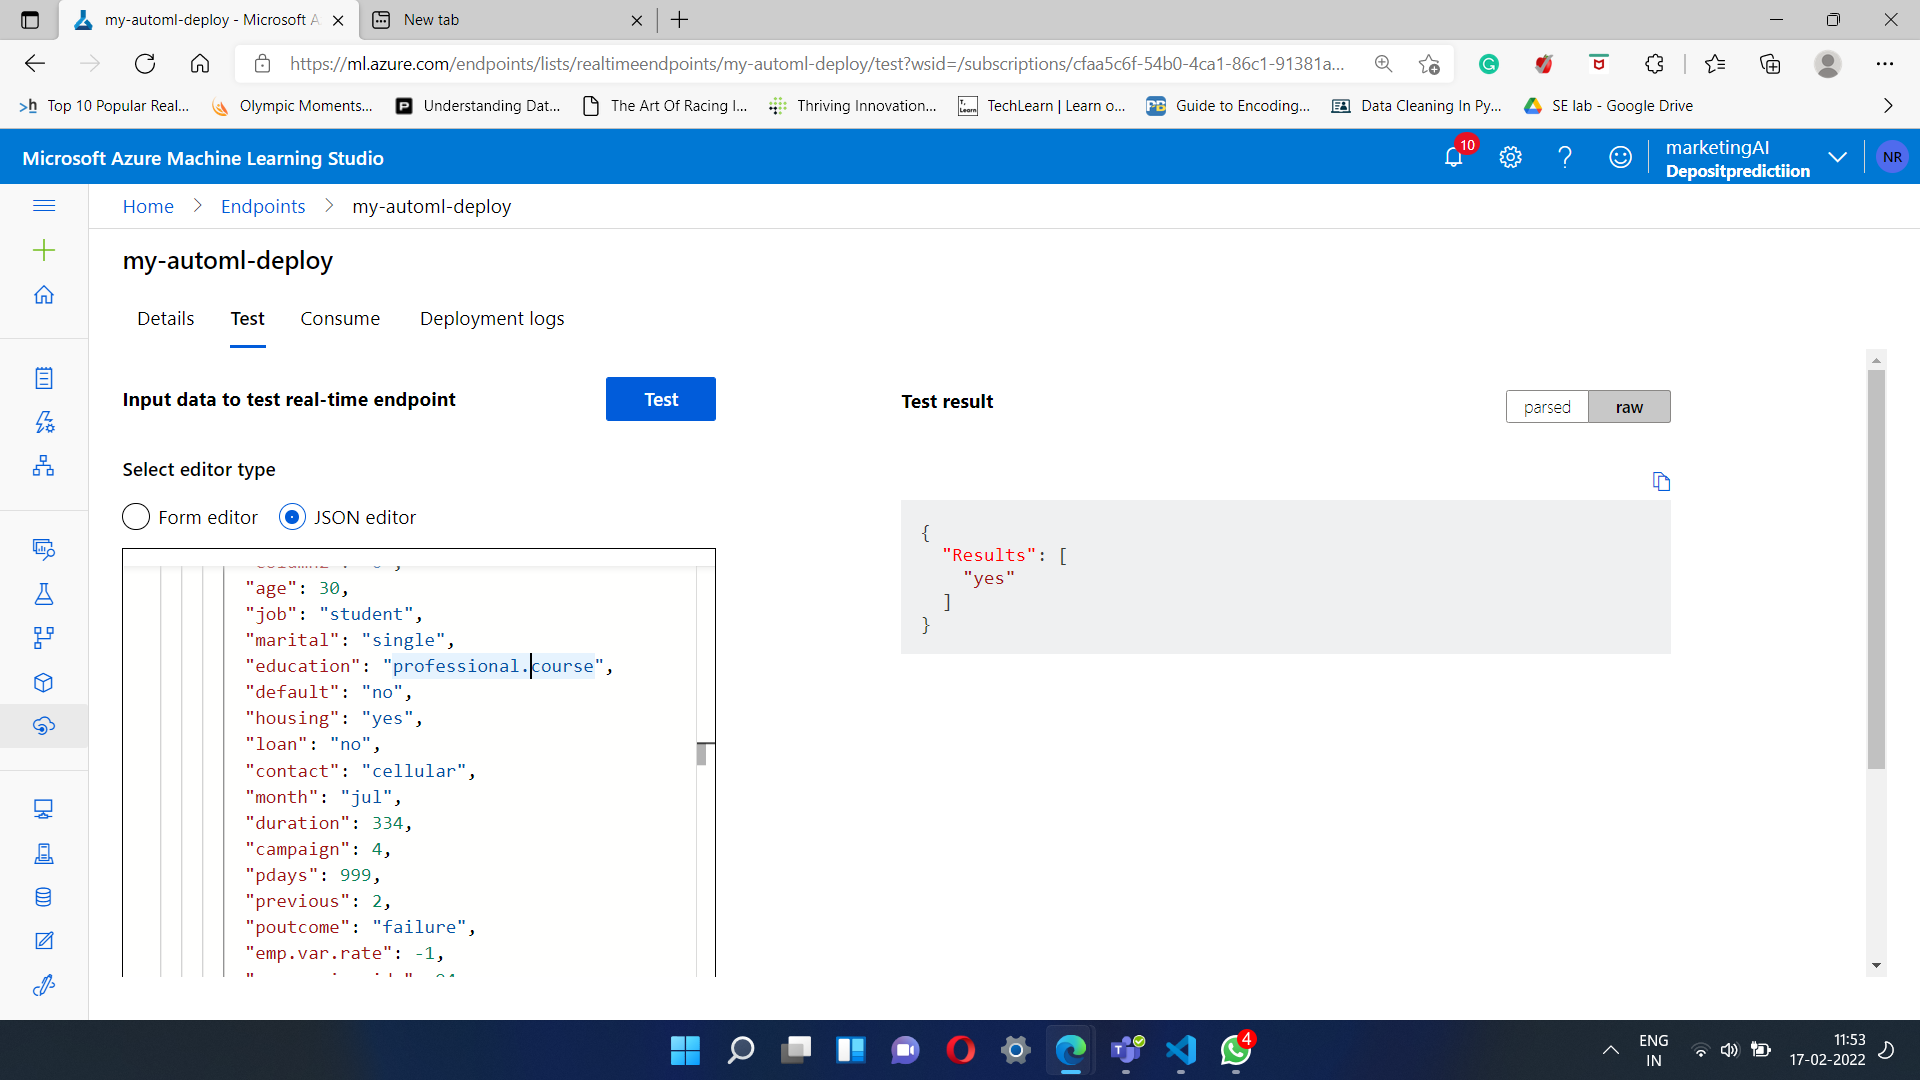 my-automl-deploy - Microsoft A
New tab
https://ml.azure.com/endpoints/lists/realtimeendpoints/my-automl-deploy/test?wsid=/subscriptions/cfaa5c6f-54b0-4ca1-86c1-91381a...
Top 10 Popular Real...
Olympic Moments...
Understanding Dat...
The Art Of Racing I...
Thriving Innovation...
TechLearn | Learn o...
Guide to Encoding...
Data Cleaning In Py...
SE lab - Google Drive
Microsoft Azure Machine Learning Studio
10
marketingAI
Depositpredictiion
NR
Home
Endpoints
my-automl-deploy
my-automl-deploy
Details
Test
Consume
Deployment logs
Input data to test real-time endpoint
Test
Select editor type
Form editor
JSON editor
"age": 30,
"job": "student",
"marital": "single",
"education": "professional.course",
"default": "no",
"housing": "yes",
"loan": "no",
"contact": "cellular",
"month": "jul",
"duration": 334,
"campaign": 4,
"pdays": 999,
"previous": 2,
"poutcome": "failure",
"emp.var.rate": -1,
Test result
parsed
raw
{
"Results": [
"yes"
]
}
4
ENG
IN
11:53
17-02-2022